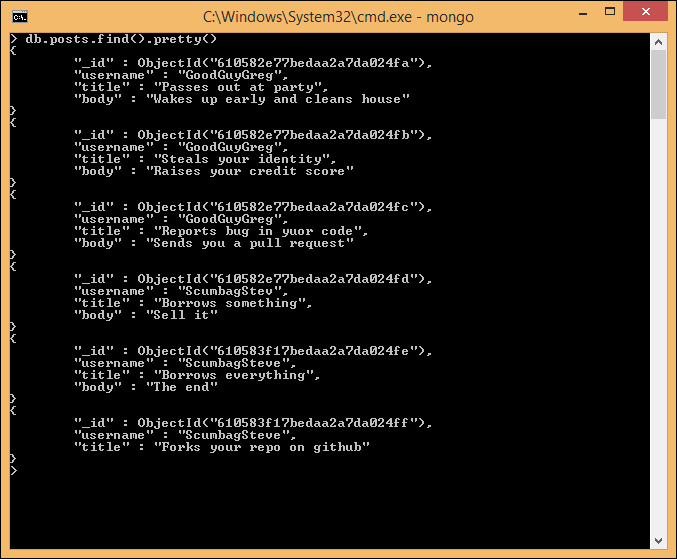 C:\Windows\System32\cmd.exe - mongo
> db.posts.find().pretty()
{
"_id" : ObjectId("610582e77bedaa2a7da024fa"),
"username" : "GoodGuyGreg",
"title" : "Passes out at party",
"body" : "Wakes up early and cleans house"
}
{
"_id" : ObjectId("610582e77bedaa2a7da024fb"),
"username" : "GoodGuyGreg",
"title" : "Steals your identity",
"body" : "Raises your credit score"
}
{
"_id" : ObjectId("610582e77bedaa2a7da024fc"),
"username" : "GoodGuyGreg",
"title" : "Reports bug in yuor code",
"body" : "Sends you a pull request"
}
{
"_id" : ObjectId("610582e77bedaa2a7da024fd"),
"username" : "ScumbagStev",
"title" : "Borrows something",
"body" : "Sell it"
}
{
"_id" : ObjectId("610583f17bedaa2a7da024fe"),
"username" : "ScumbagSteve",
"title" : "Borrows everything",
"body" : "The end"
}
{
"_id" : ObjectId("610583f17bedaa2a7da024ff"),
"username" : "ScumbagSteve",
"title" : "Forks your repo on github"
}
>